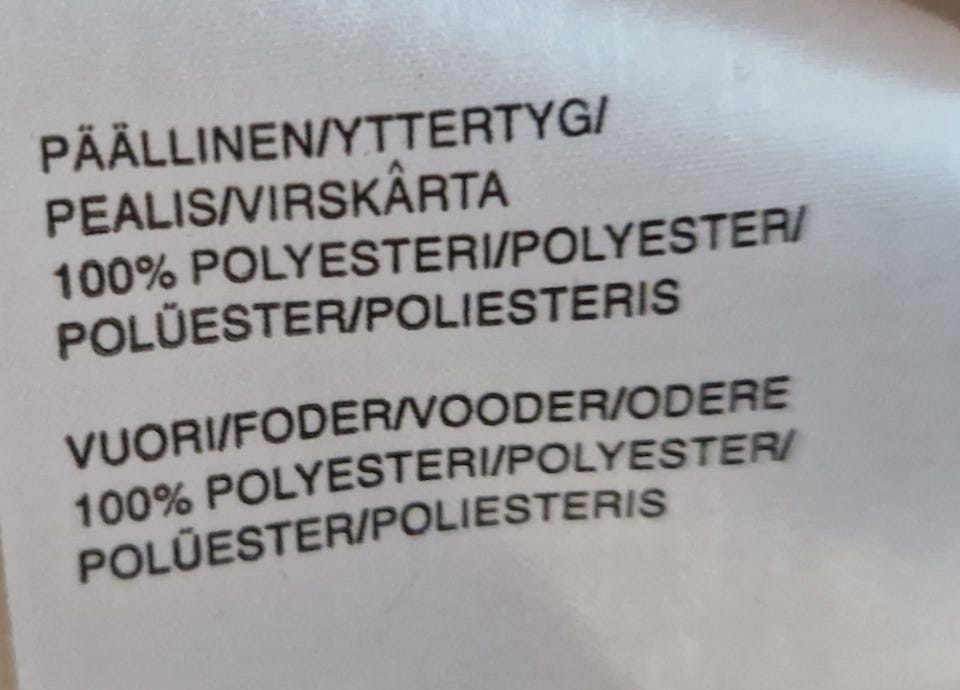 PÄÄLLINEN/YTTERTYG/
PEALIS/VIRSKÂRTA
100% POLYESTERI/POLYESTER/
POLÜESTER/POLIESTERIS
VUORI/FODER/VOODER/ODERE
100% POLYESTERI/POLYESTER/
POLÜESTER/POLIESTERIS